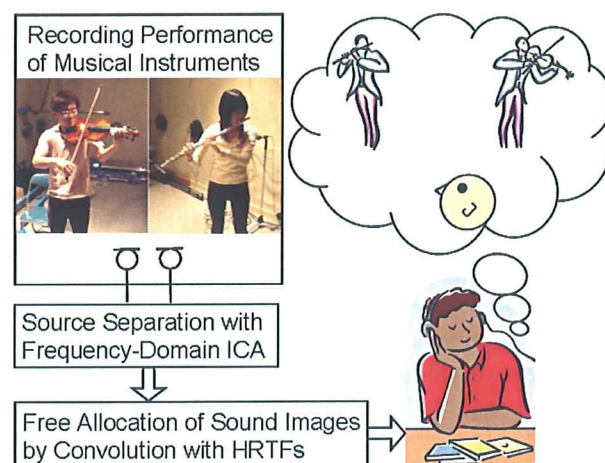 Recording Performance
of Musical Instruments
Source Separation with
Frequency-Domain ICA
Free Allocation of Sound Images
by Convolution with HRTFs